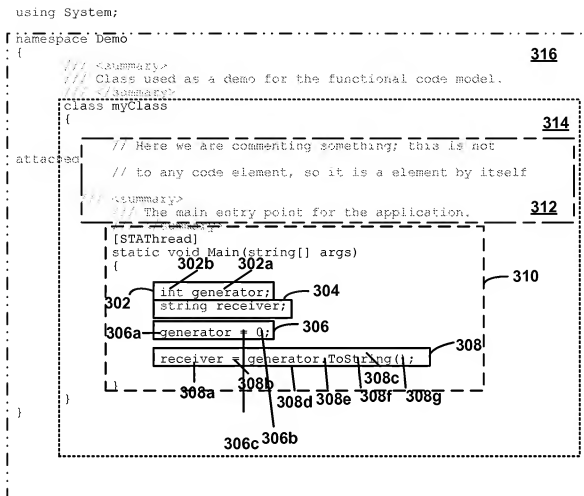 using System;
namespace Demo
{
316
/// <summary>
/// Class used as a demo for the functional code model.
/// </summary>
class myClass
{
314
// Here we are commenting something; this is not
attached
// to any code element, so it is a element by itself
/// <summary>
/// The main entry point for the application.
312
/// </summary>
[STAThread]
static void Main(string[] args)
{
302b 302a
310
302
int generator;
304
string receiver;
306a
generator = 0;
306
308
receiver = generator.ToString();
308c
}
308a 308b 308d 308e 308f 308g
}
}
306c 306b